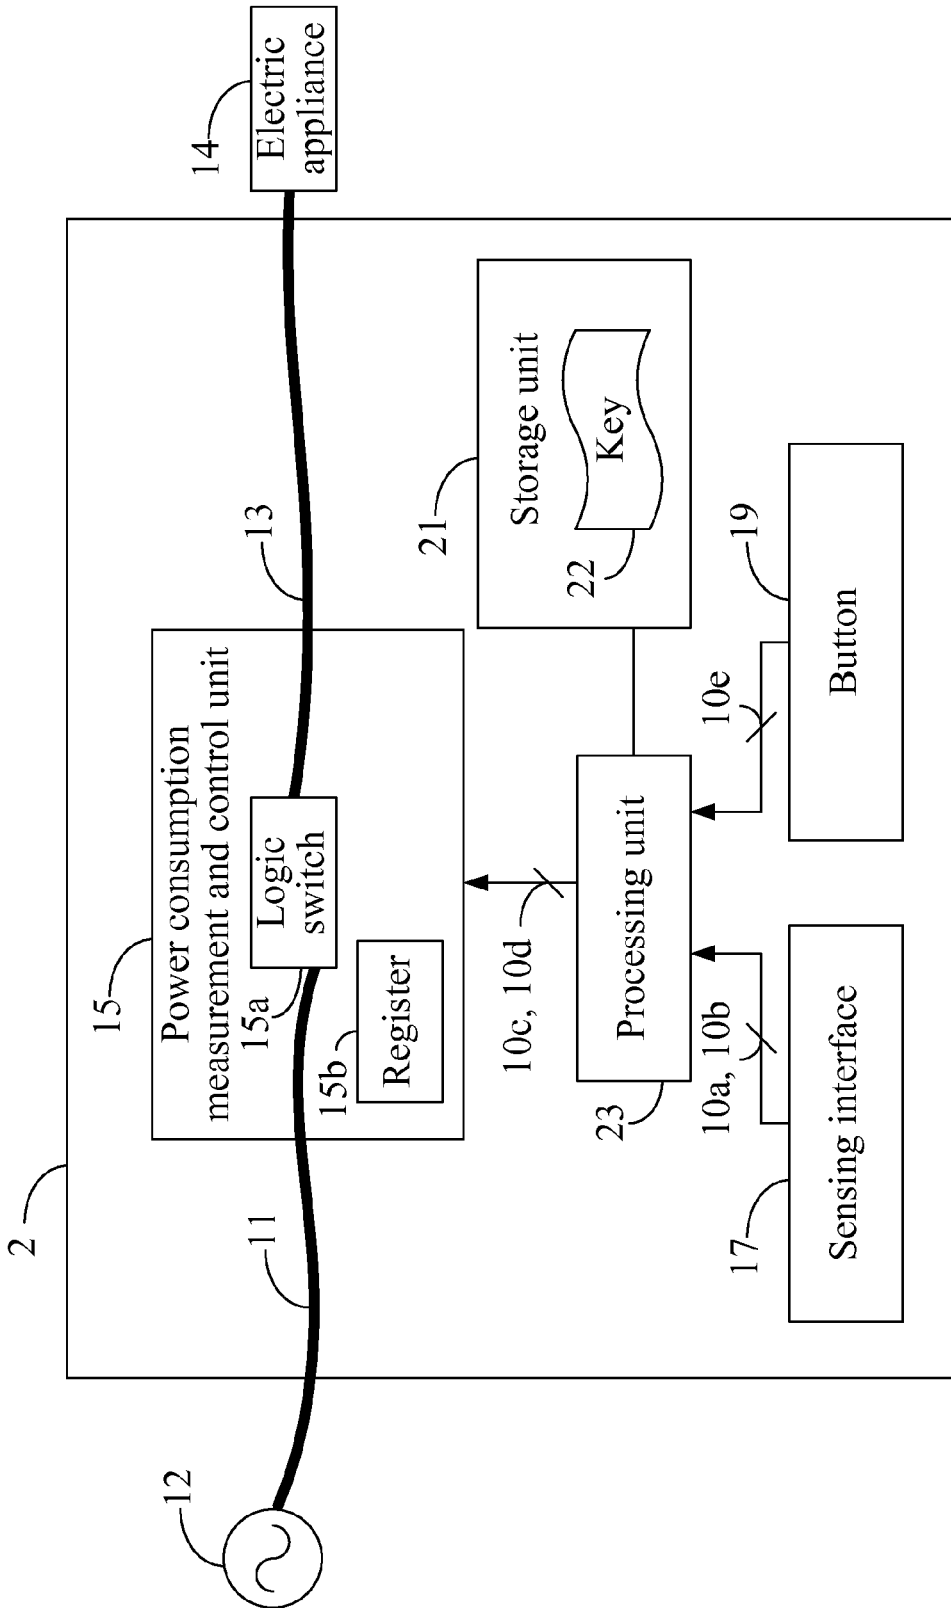 2
12
11
13
14
Electric
appliance
15
Power consumption
measurement and control unit
15a
Logic
switch
15b
Register
10c, 10d
21
Storage unit
22
Key
23
Processing unit
10a, 10b
10e
17
Sensing interface
19
Button